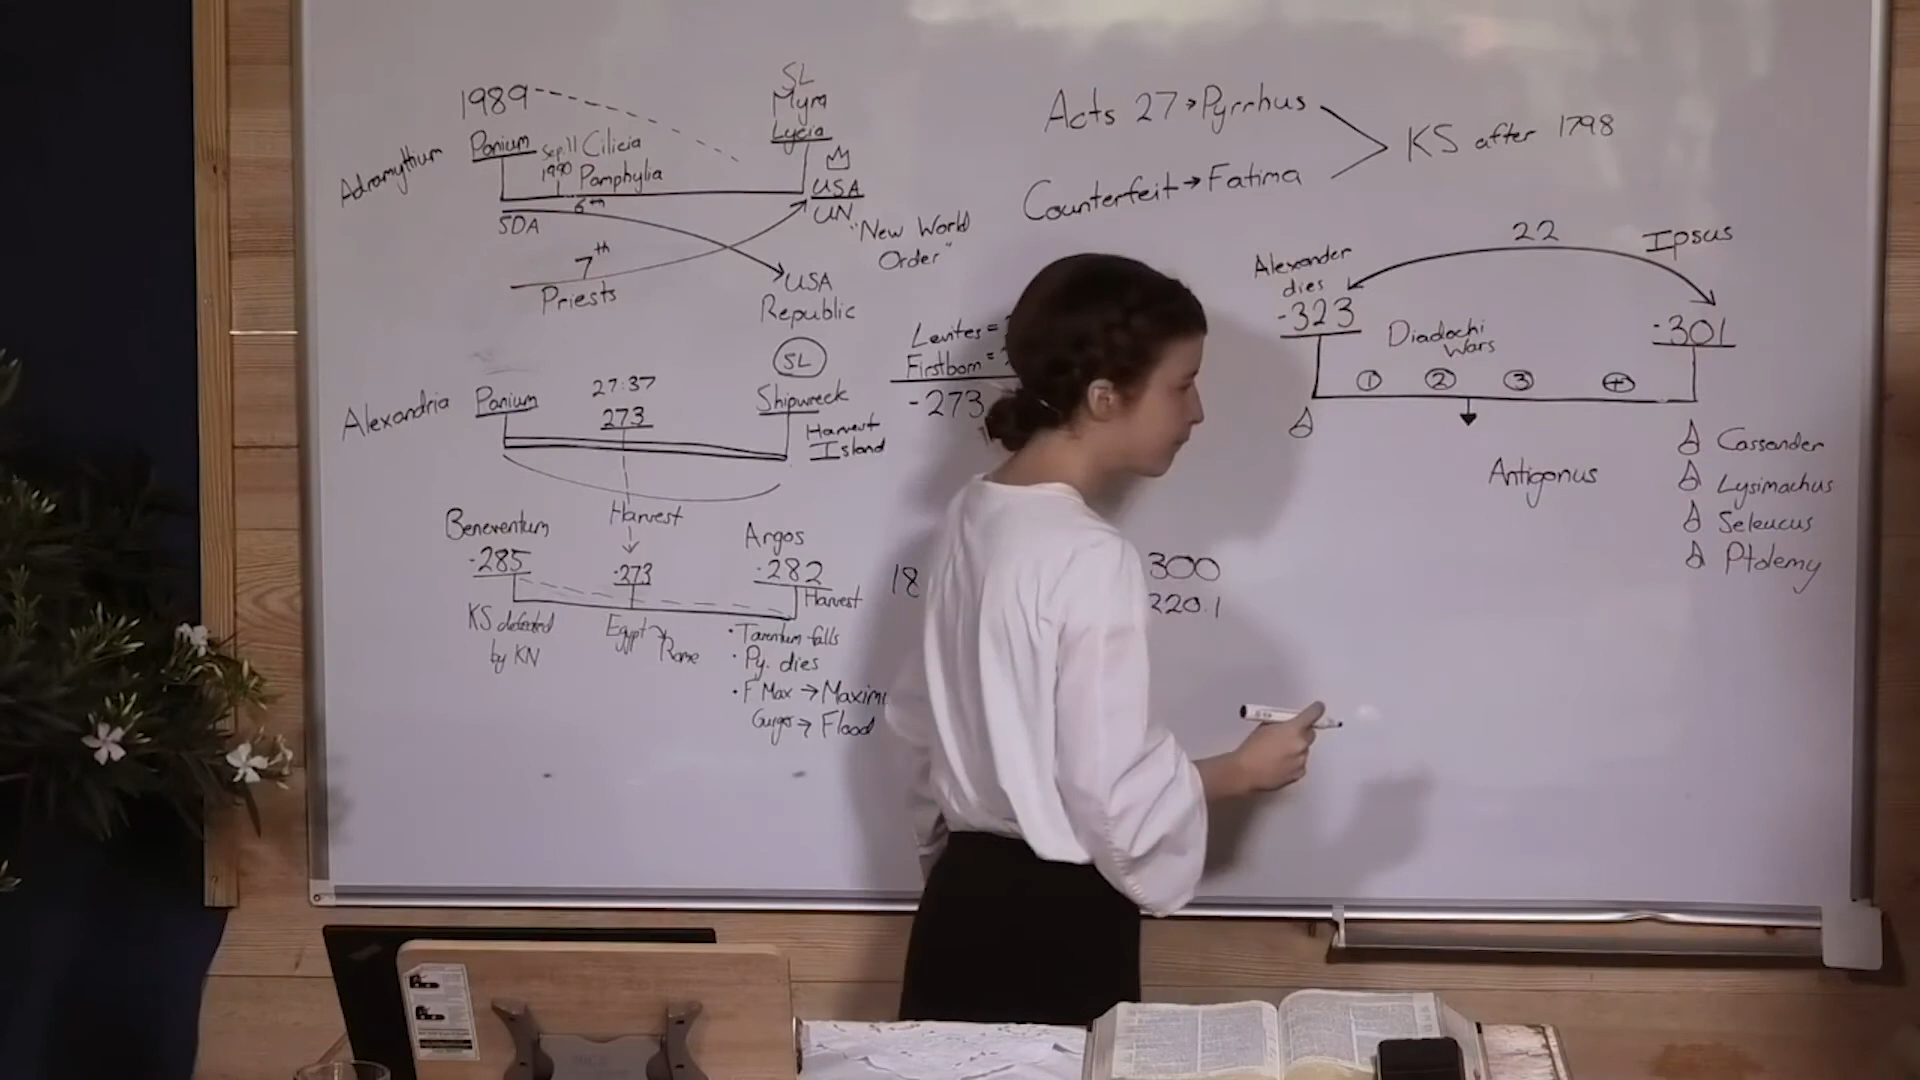 1989
SL
Myra
Lycia
Adramyttium
Panium
Sep.11
1990
Cilicia
Pamphylia
USA
UN
"New World
Order"
SDA
6th
7th
Priests
USA
Republic
Acts 27 → Pyrrhus
Counterfeit → Fatima
KS after 1798
SL
Alexandria
Panium
27:37
273
Shipwreck
Harvest
Island
Levites =
Firstborn =
-273
Harvest
Beneventum
-285
-273
Argos
-282
Harvest
KS defeated
by KN
Egypt
Rome
• Tarentum falls
• Py. dies
• F Max → Maxim
Gurges → Flood
18
300
220.1
22
Ipsus
Alexander
dies
-323
-301
Diadochi
Wars
1 2 3 4
Antigonus
Cassander
Lysimachus
Seleucus
Ptolemy